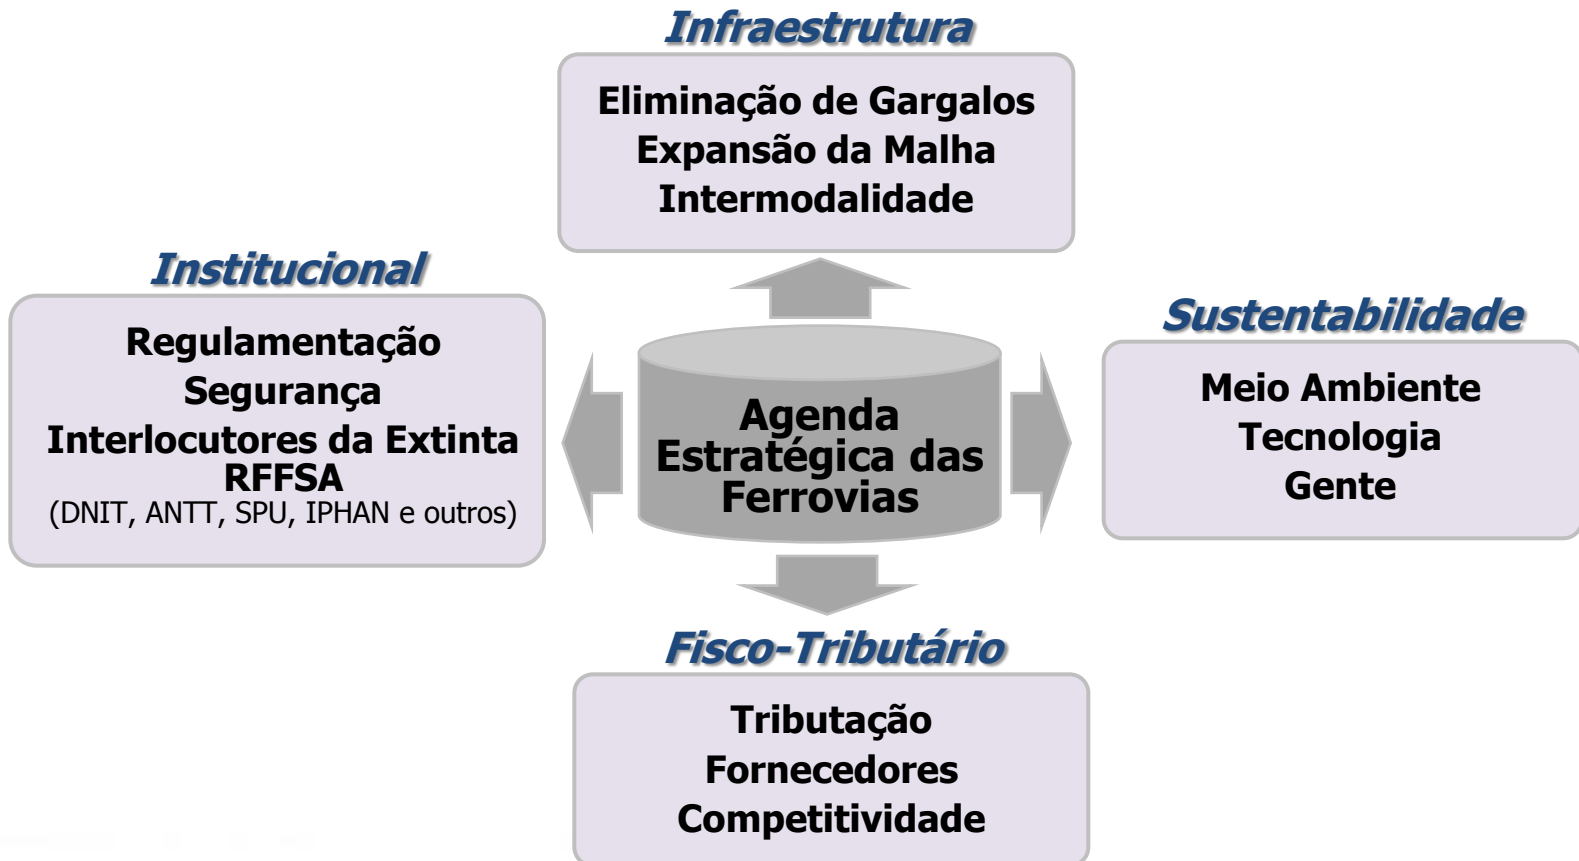 Infraestrutura
Eliminação de Gargalos
Expansão da Malha
Intermodalidade
Institucional
Regulamentação
Segurança
Interlocutores da Extinta
RFFSA
(DNIT, ANTT, SPU, IPHAN e outros)
Agenda
Estratégica das
Ferrovias
Sustentabilidade
Meio Ambiente
Tecnologia
Gente
Fisco-Tributário
Tributação
Fornecedores
Competitividade